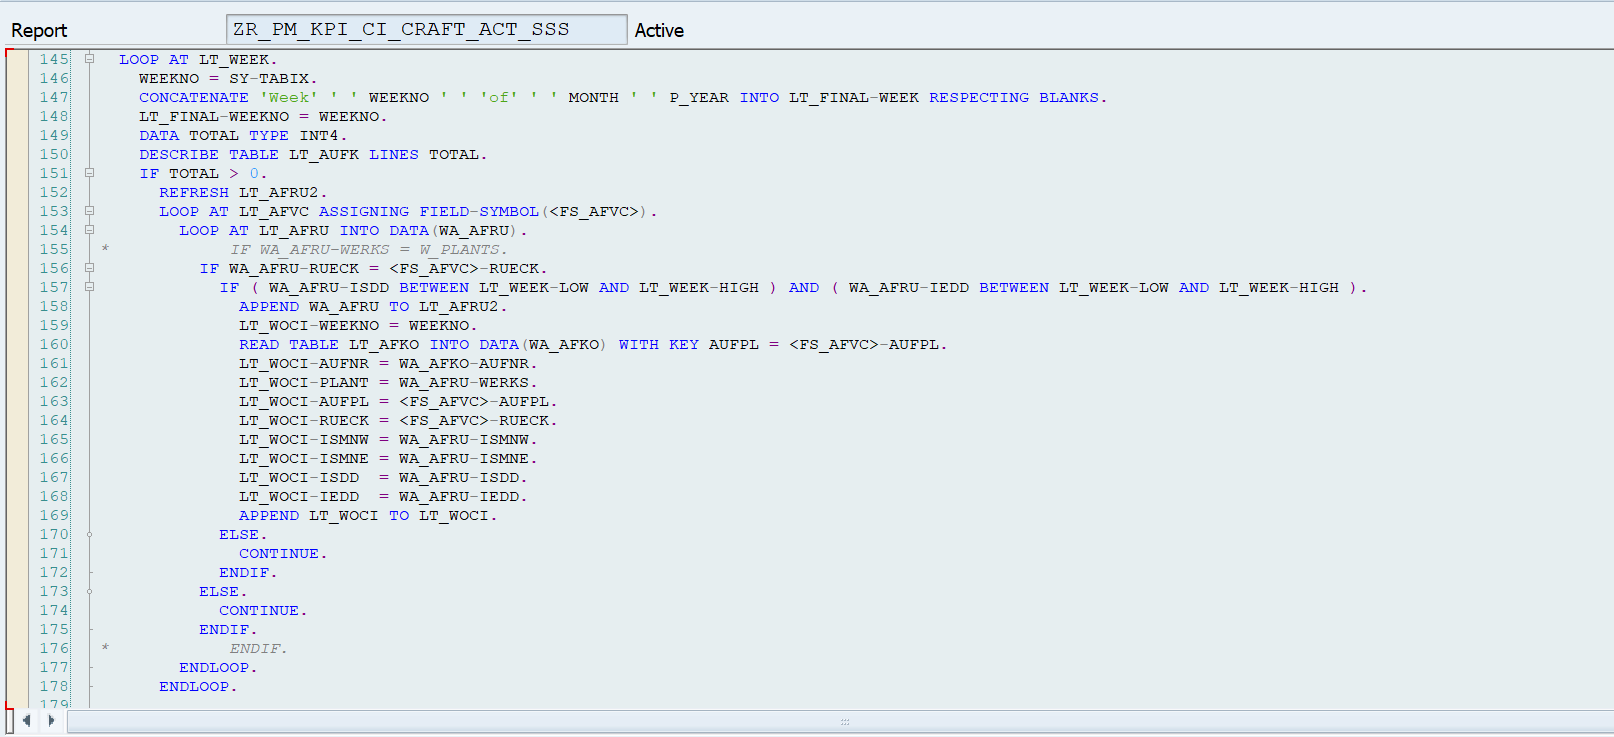 Report ZR_PM_KPI_CI_CRAFT_ACT_SSS Active
145 LOOP AT LT_WEEK.
146 WEEKNO = SY-TABIX.
147 CONCATENATE 'Week' ' ' WEEKNO ' ' 'of' ' ' MONTH ' ' P_YEAR INTO LT_FINAL-WEEK RESPECTING BLANKS.
148 LT_FINAL-WEEKNO = WEEKNO.
149 DATA TOTAL TYPE INT4.
150 DESCRIBE TABLE LT_AUFK LINES TOTAL.
151 IF TOTAL > 0.
152 REFRESH LT_AFRU2.
153 LOOP AT LT_AFVC ASSIGNING FIELD-SYMBOL(<FS_AFVC>).
154 LOOP AT LT_AFRU INTO DATA(WA_AFRU).
155 * IF WA_AFRU-WERKS = W_PLANTS.
156 IF WA_AFRU-RUECK = <FS_AFVC>-RUECK.
157 IF ( WA_AFRU-ISDD BETWEEN LT_WEEK-LOW AND LT_WEEK-HIGH ) AND ( WA_AFRU-IEDD BETWEEN LT_WEEK-LOW AND LT_WEEK-HIGH ).
158 APPEND WA_AFRU TO LT_AFRU2.
159 LT_WOCI-WEEKNO = WEEKNO.
160 READ TABLE LT_AFKO INTO DATA(WA_AFKO) WITH KEY AUFPL = <FS_AFVC>-AUFPL.
161 LT_WOCI-AUFNR = WA_AFKO-AUFNR.
162 LT_WOCI-PLANT = WA_AFRU-WERKS.
163 LT_WOCI-AUFPL = <FS_AFVC>-AUFPL.
164 LT_WOCI-RUECK = <FS_AFVC>-RUECK.
165 LT_WOCI-ISMNW = WA_AFRU-ISMNW.
166 LT_WOCI-ISMNE = WA_AFRU-ISMNE.
167 LT_WOCI-ISDD = WA_AFRU-ISDD.
168 LT_WOCI-IEDD = WA_AFRU-IEDD.
169 APPEND LT_WOCI TO LT_WOCI.
170 ELSE.
171 CONTINUE.
172 ENDIF.
173 ELSE.
174 CONTINUE.
175 ENDIF.
176 * ENDIF.
177 ENDLOOP.
178 ENDLOOP.
179